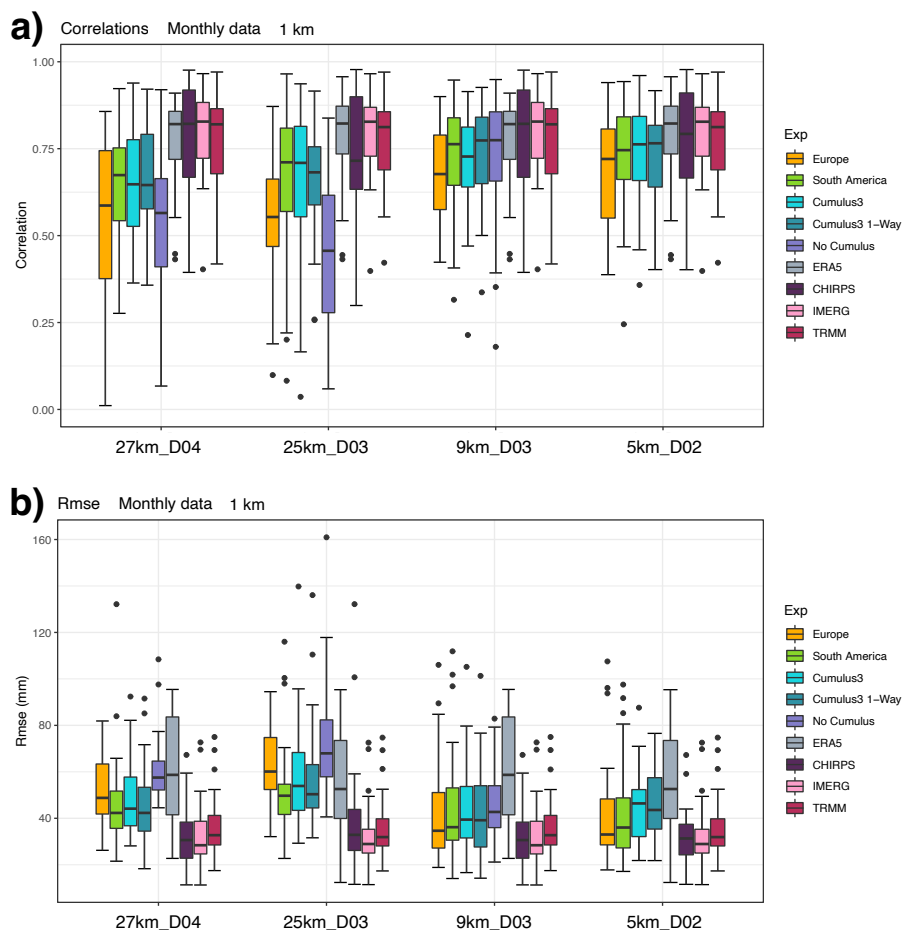 a) Correlations Monthly data 1 km
1.00
0.75
0.50
0.25
0.00
Correlation
27km_D04 25km_D03 9km_D03 5km_D02
Exp
Europe
South America
Cumulus3
Cumulus3 1-Way
No Cumulus
ERA5
CHIRPS
IMERG
TRMM
b) Rmse Monthly data 1 km
160
120
80
40
Rmse (mm)
27km_D04 25km_D03 9km_D03 5km_D02
Exp
Europe
South America
Cumulus3
Cumulus3 1-Way
No Cumulus
ERA5
CHIRPS
IMERG
TRMM